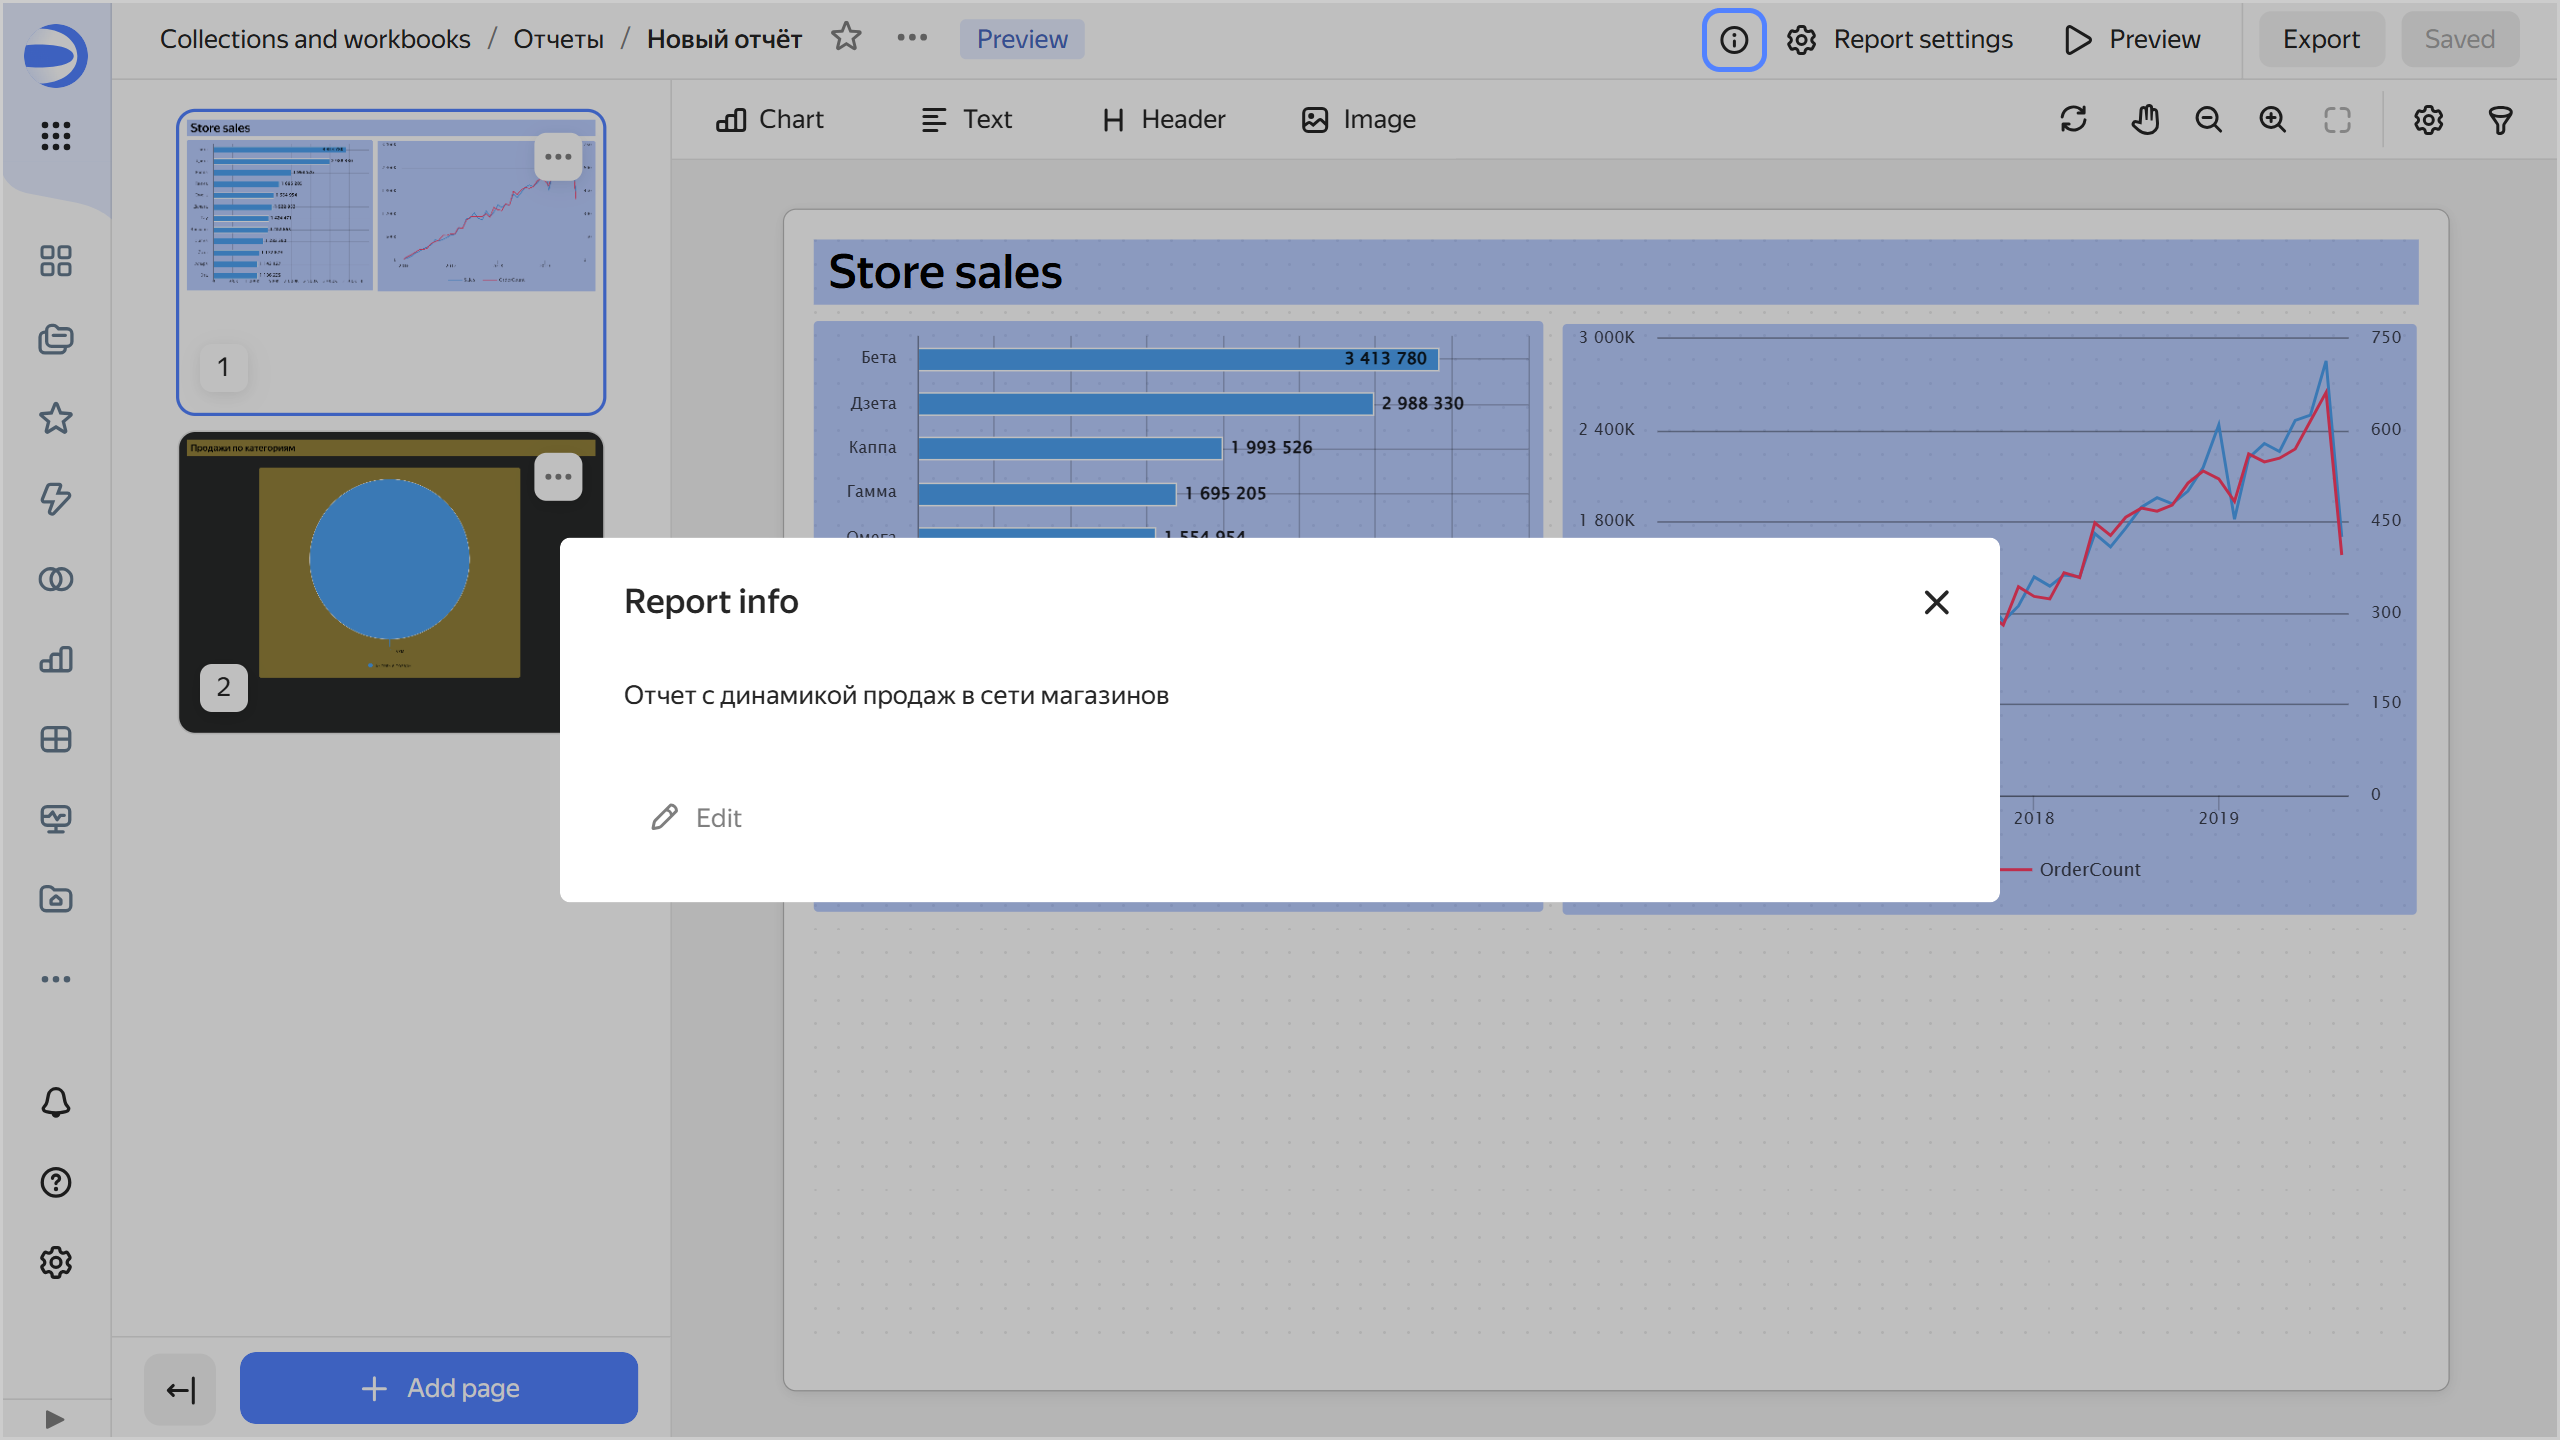 Collections and workbooks / Отчеты / Новый отчёт
Preview
Report settings
Preview
Export
Saved
Chart
Text
Header
Image
Store sales
1
Продажи по категориям
2
Add page
Store sales
Бета 3 413 780
Дзета 2 988 330
Каппа 1 993 526
Гамма 1 695 205
Омега 1 554 954
3 000K 750
2 400K 600
1 800K 450
300
150
0
2018 2019
OrderCount
Report info
Отчет с динамикой продаж в сети магазинов
Edit